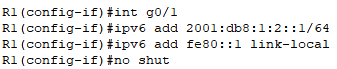 R1(config-if)#int g0/1
R1(config-if)#ipv6 add 2001:db8:1:2::1/64
R1(config-if)#ipv6 add fe80::1 link-local
R1(config-if)#no shut